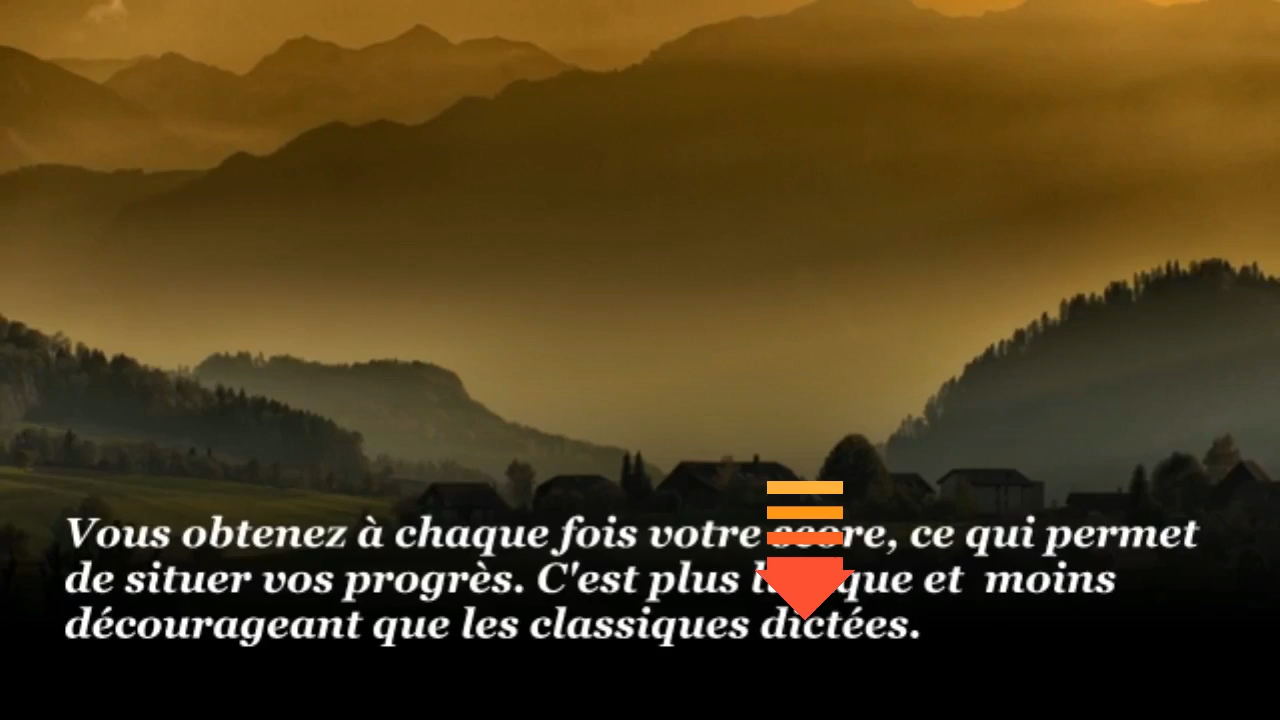 Vous obtenez à chaque fois votre score, ce qui permet
de situer vos progrès. C'est plus et moins
décourageant que les classiques dictées.